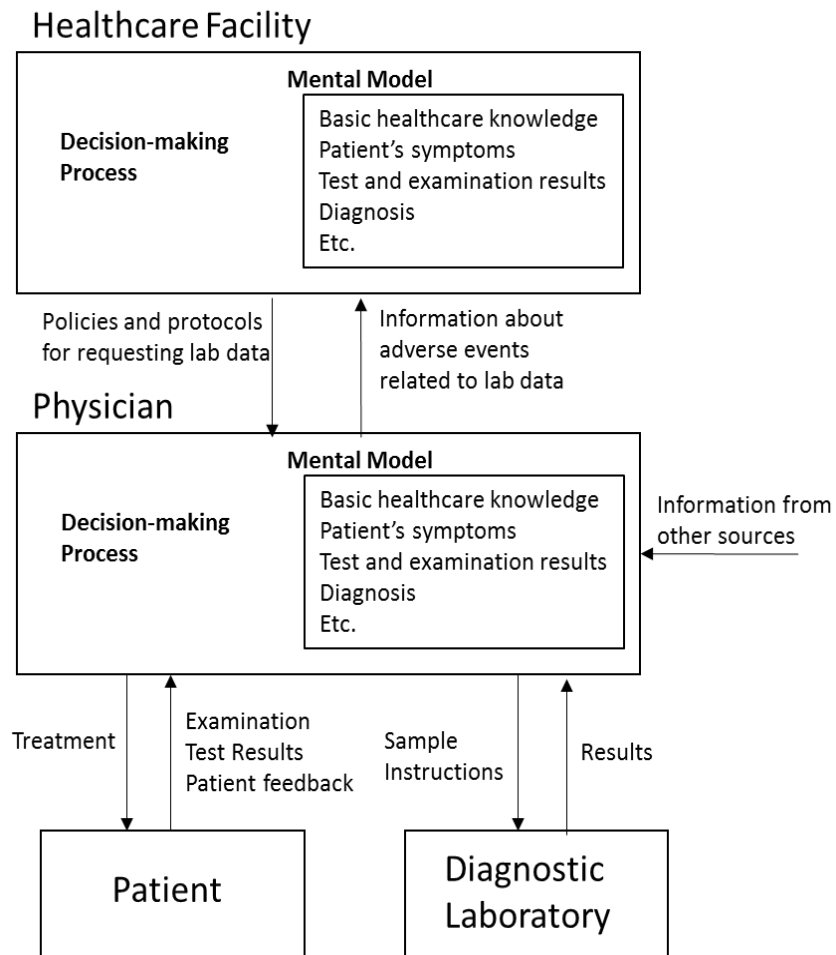 Healthcare Facility
Mental Model
Decision-making
Process
Basic healthcare knowledge
Patient's symptoms
Test and examination results
Diagnosis
Etc.
Policies and protocols
for requesting lab data
Information about
adverse events
related to lab data
Physician
Mental Model
Decision-making
Process
Basic healthcare knowledge
Patient's symptoms
Test and examination results
Diagnosis
Etc.
Information from
other sources
Treatment
Examination
Test Results
Patient feedback
Sample
Instructions
Results
Patient
Diagnostic
Laboratory